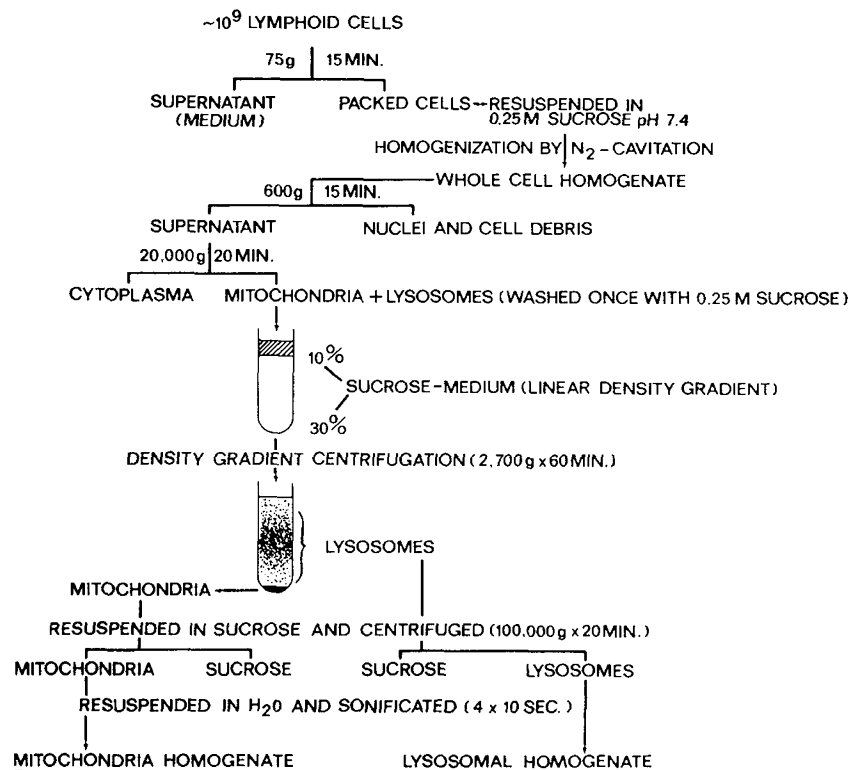 ~10⁹ LYMPHOID CELLS
75g 15 MIN.
SUPERNATANT PACKED CELLS – RESUSPENDED IN
(MEDIUM) 0.25 M SUCROSE pH 7.4
HOMOGENIZATION BY N₂ – CAVITATION
WHOLE CELL HOMOGENATE
600g 15 MIN.
SUPERNATANT NUCLEI AND CELL DEBRIS
20,000g 20 MIN.
CYTOPLASMA MITOCHONDRIA + LYSOSOMES (WASHED ONCE WITH 0.25 M SUCROSE)
10%
SUCROSE-MEDIUM (LINEAR DENSITY GRADIENT)
30%
DENSITY GRADIENT CENTRIFUGATION (2,700 g x 60 MIN.)
LYSOSOMES
MITOCHONDRIA
RESUSPENDED IN SUCROSE AND CENTRIFUGED (100,000 g x 20 MIN.)
MITOCHONDRIA SUCROSE SUCROSE LYSOSOMES
RESUSPENDED IN H₂O AND SONIFICATED (4 x 10 SEC.)
MITOCHONDRIA HOMOGENATE LYSOSOMAL HOMOGENATE